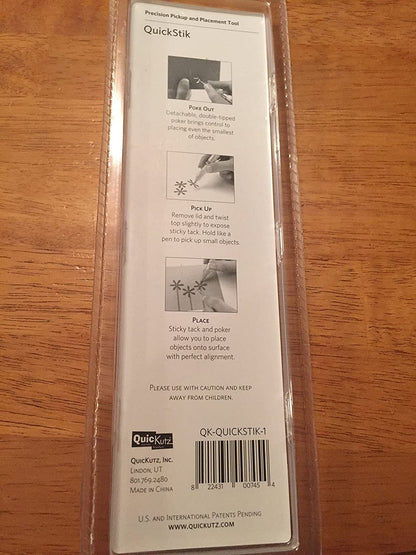 Precision Pickup and Placement Tool
QuickStik
Poke Out
Detachable, double-tipped
poker brings control to
placing even the smallest
of objects.
Pick Up
Remove lid and twist
top slightly to expose
sticky tack. Hold like a
pen to pick up small objects.
Place
Sticky tack and poker
allow you to place
objects onto surface
with perfect alignment.
Please use with caution and keep
away from children.
QuicKutz
QK-QUICKSTIK-1
QuicKutz, Inc.
Lindon, UT
801.769.2480
Made in China
8 22431 00745 4
U.S. and International Patents Pending
www.quickutz.com